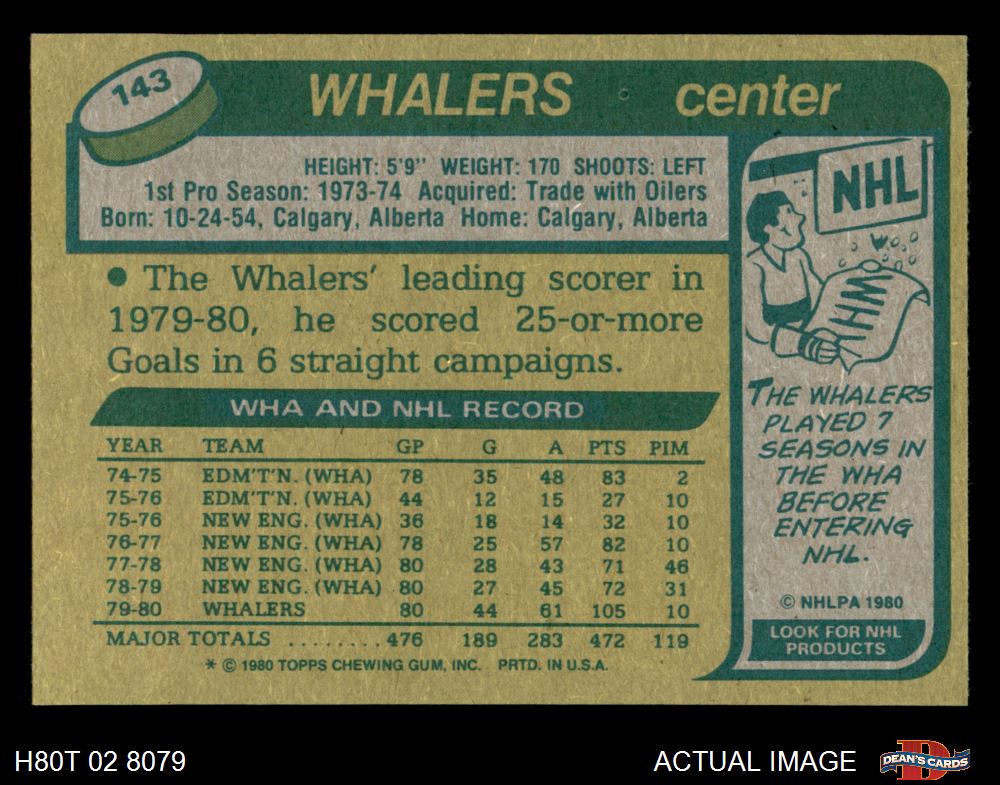 143
WHALERS center
HEIGHT: 5'9" WEIGHT: 170 SHOOTS: LEFT
1st Pro Season: 1973-74 Acquired: Trade with Oilers
Born: 10-24-54, Calgary, Alberta Home: Calgary, Alberta
● The Whalers' leading scorer in
1979-80, he scored 25-or-more
Goals in 6 straight campaigns.
WHA AND NHL RECORD
YEAR TEAM GP G A PTS PIM
74-75 EDM'T'N. (WHA) 78 35 48 83 2
75-76 EDM'T'N. (WHA) 44 12 15 27 10
75-76 NEW ENG. (WHA) 36 18 14 32 10
76-77 NEW ENG. (WHA) 78 25 57 82 10
77-78 NEW ENG. (WHA) 80 28 43 71 46
78-79 NEW ENG. (WHA) 80 27 45 72 31
79-80 WHALERS 80 44 61 105 10
MAJOR TOTALS ........ 476 189 283 472 119
* © 1980 TOPPS CHEWING GUM, INC. PRTD. IN U.S.A.
NHL
WHA
THE WHALERS
PLAYED 7
SEASONS IN
THE WHA
BEFORE
ENTERING
NHL.
© NHLPA 1980
LOOK FOR NHL
PRODUCTS
H80T 02 8079
ACTUAL IMAGE
D
DEAN'S CARDS